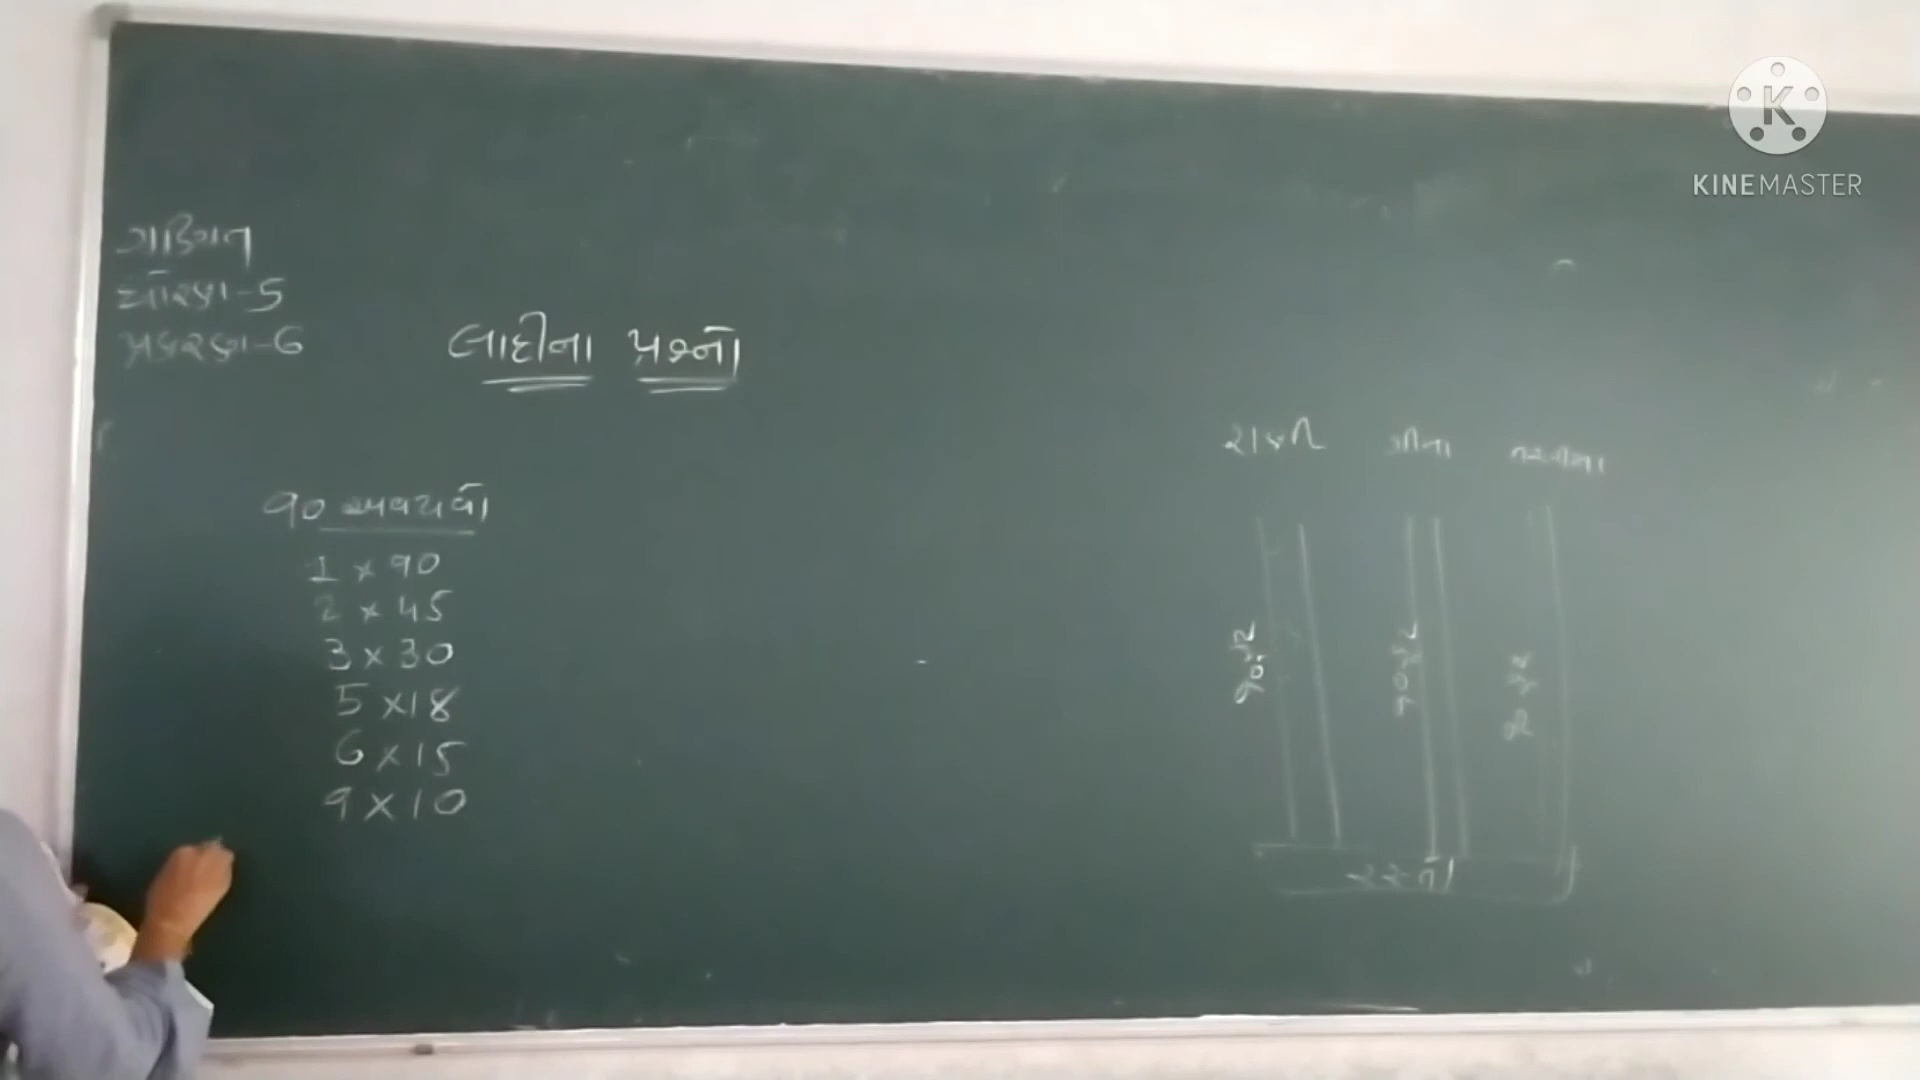 ગણિત
ધોરણ-5
પ્રકરણ-6
લાદીના પ્રશ્નો
90 અવયવો
1 x 90
2 x 45
3 x 30
5 x 18
6 x 15
9 x 10
ગીતા
રસ્તો
KINEMASTER